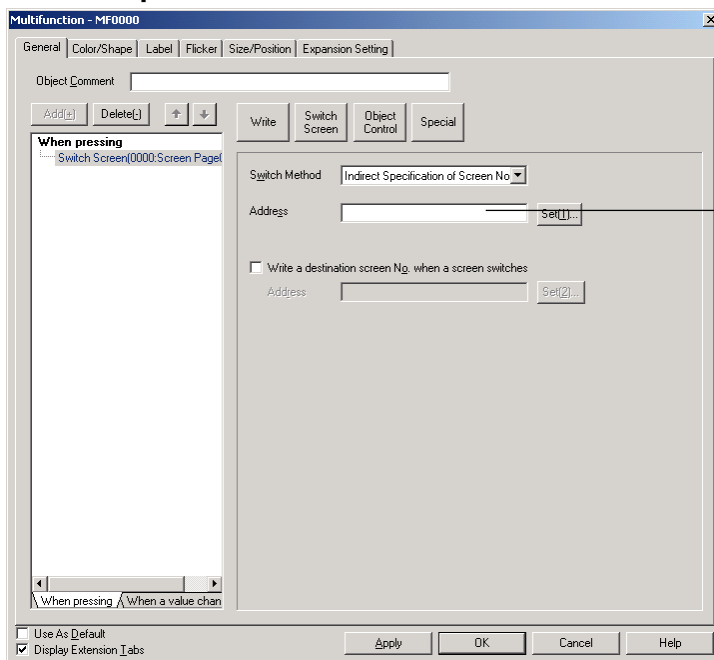 Multifunction - MF0000
General Color/Shape Label Flicker Size/Position Expansion Setting
Object Comment
Add(+) Delete(-)
Write Switch Screen Object Control Special
When pressing
Switch Screen(0000:Screen Page(
Switch Method Indirect Specification of Screen No
Address Set(1)...
Write a destination screen No. when a screen switches
Address Set(2)...
When pressing When a value chan
Use As Default
Display Extension Tabs
Apply OK Cancel Help